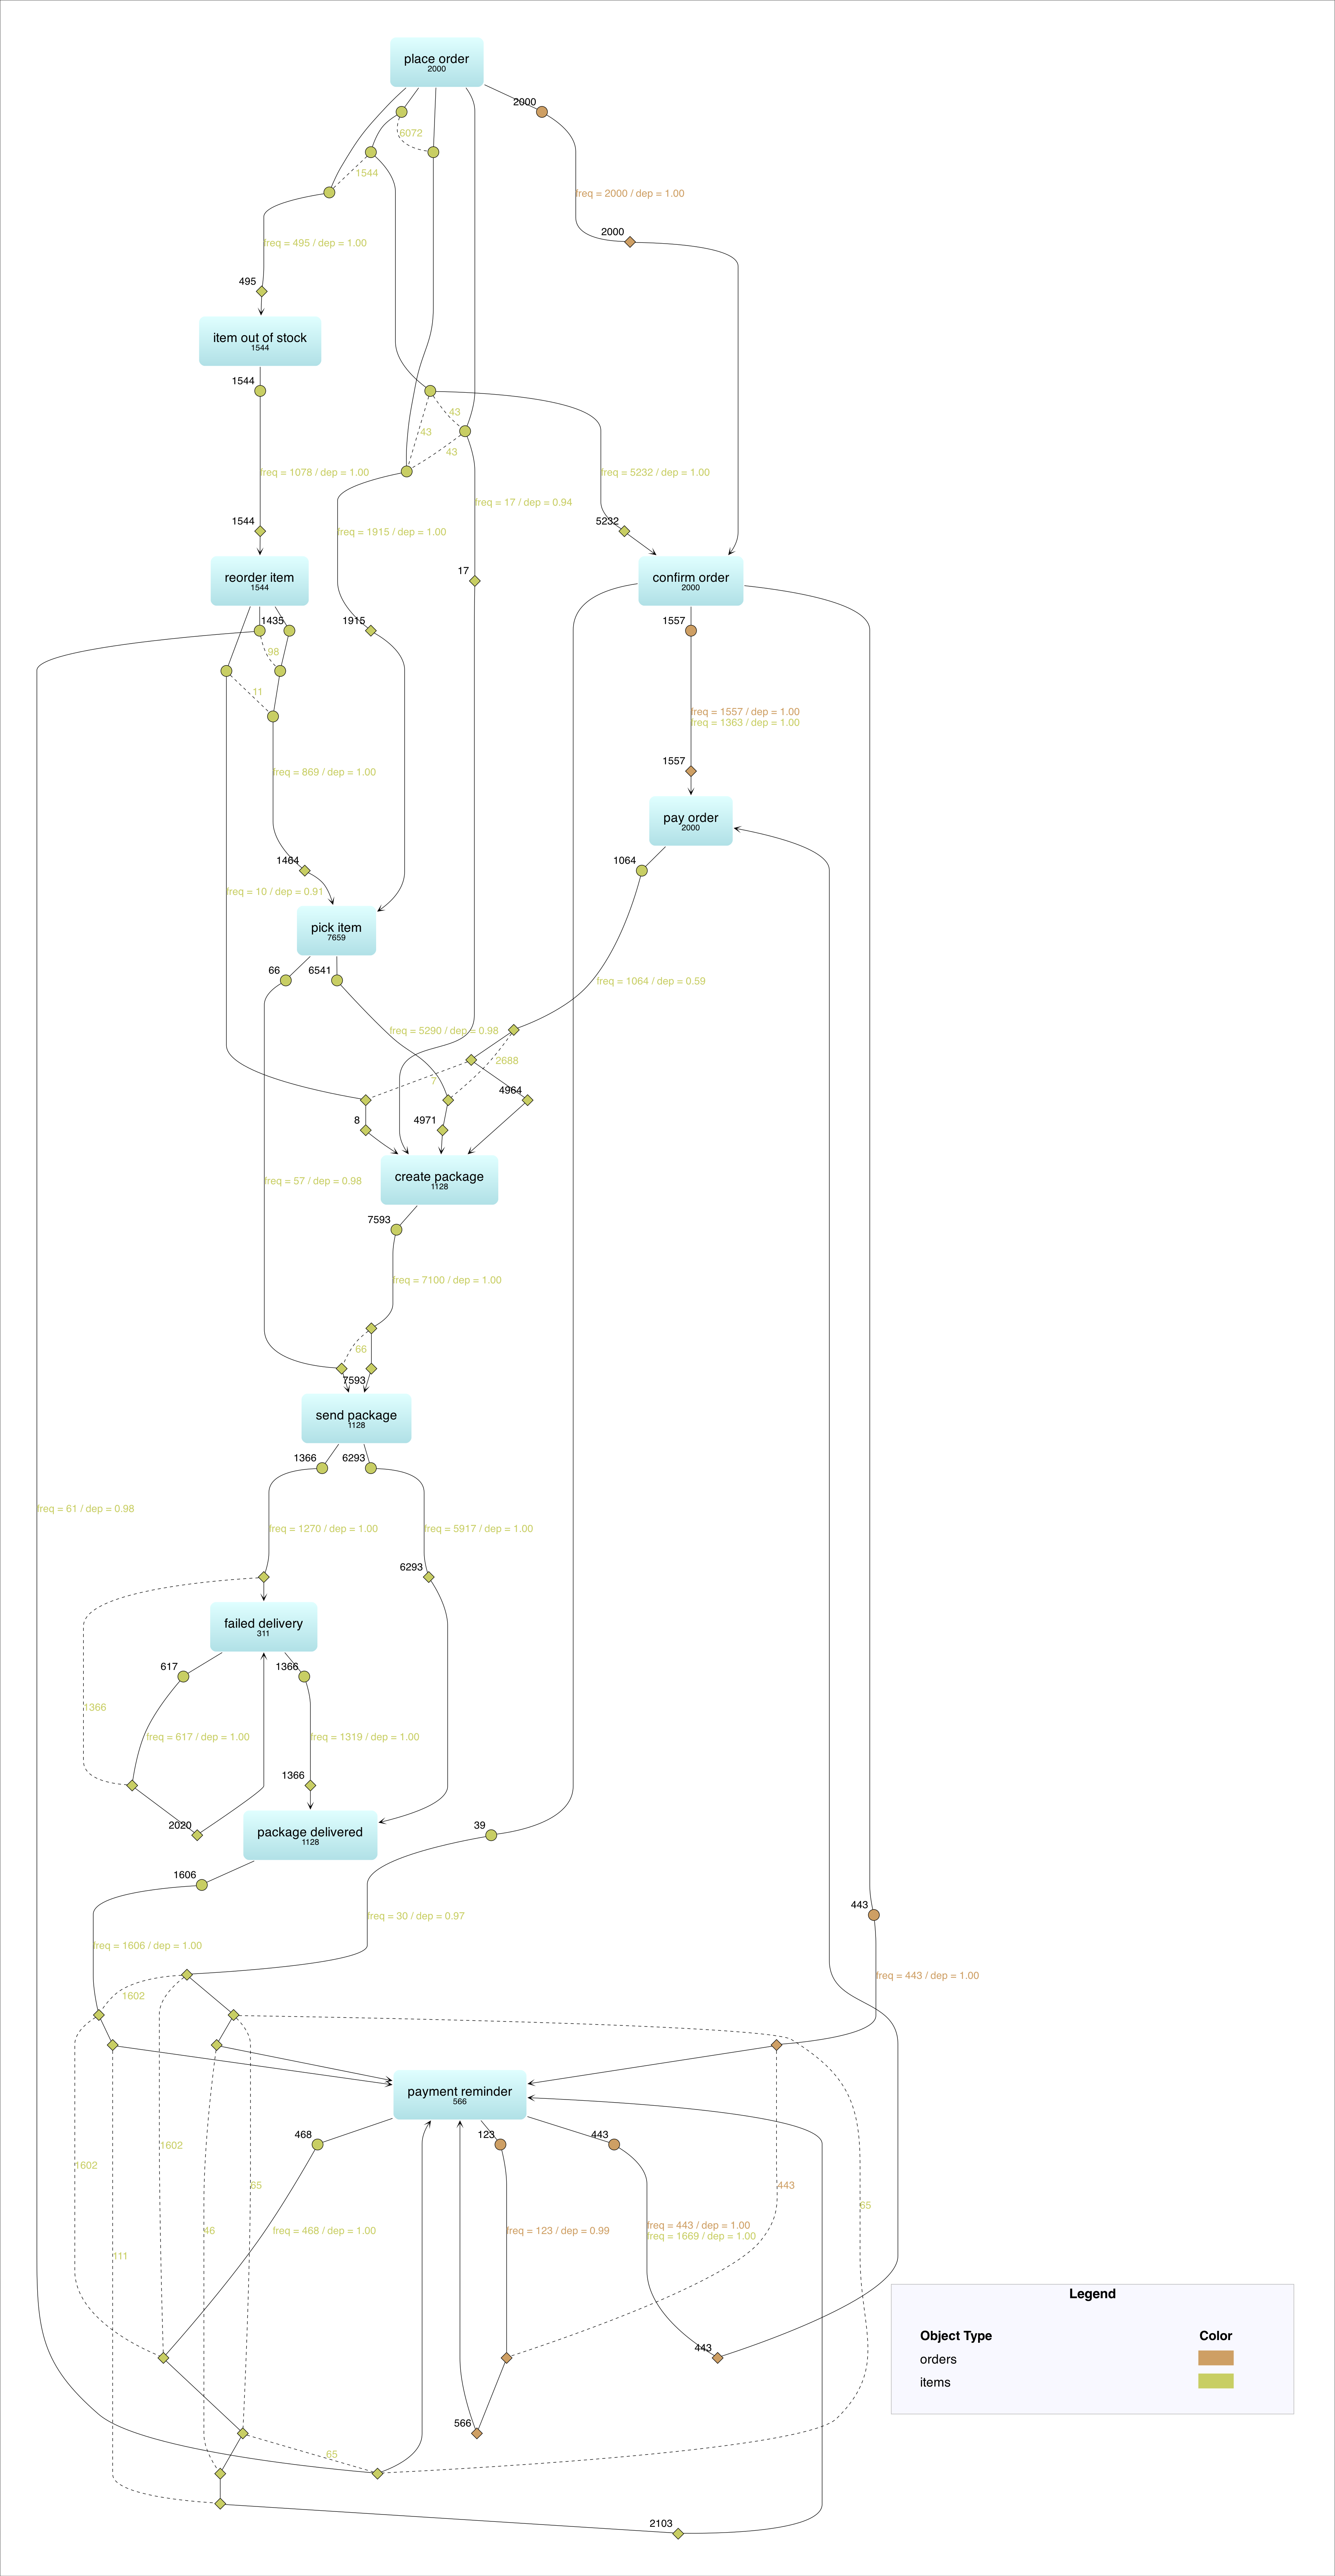 place order
2000
2000
6072
1544
freq = 2000 / dep = 1.00
2000
freq = 495 / dep = 1.00
495
item out of stock
1544
1544
43
43
43
freq = 1078 / dep = 1.00
freq = 5232 / dep = 1.00
freq = 17 / dep = 0.94
1544
5232
freq = 1915 / dep = 1.00
reorder item
1544
17
confirm order
2000
1435
1915
1557
98
11
freq = 1557 / dep = 1.00
freq = 1363 / dep = 1.00
1557
freq = 869 / dep = 1.00
pay order
2000
1464
1064
freq = 10 / dep = 0.91
pick item
7659
66
6541
freq = 1064 / dep = 0.59
freq = 5290 / dep = 0.98
2688
7
4964
8
4971
create package
1128
freq = 57 / dep = 0.98
7593
freq = 7100 / dep = 1.00
66
7593
send package
1128
1366
6293
freq = 61 / dep = 0.98
freq = 1270 / dep = 1.00
freq = 5917 / dep = 1.00
6293
failed delivery
311
617
1366
1366
freq = 617 / dep = 1.00
freq = 1319 / dep = 1.00
1366
2020
package delivered
1128
39
1606
443
freq = 30 / dep = 0.97
freq = 1606 / dep = 1.00
freq = 443 / dep = 1.00
1602
payment reminder
566
468
123
443
1602
1602
65
443
65
46
freq = 468 / dep = 1.00
freq = 123 / dep = 0.99
freq = 443 / dep = 1.00
freq = 1669 / dep = 1.00
111
443
566
65
2103
Legend
Object Type
Color
orders
items